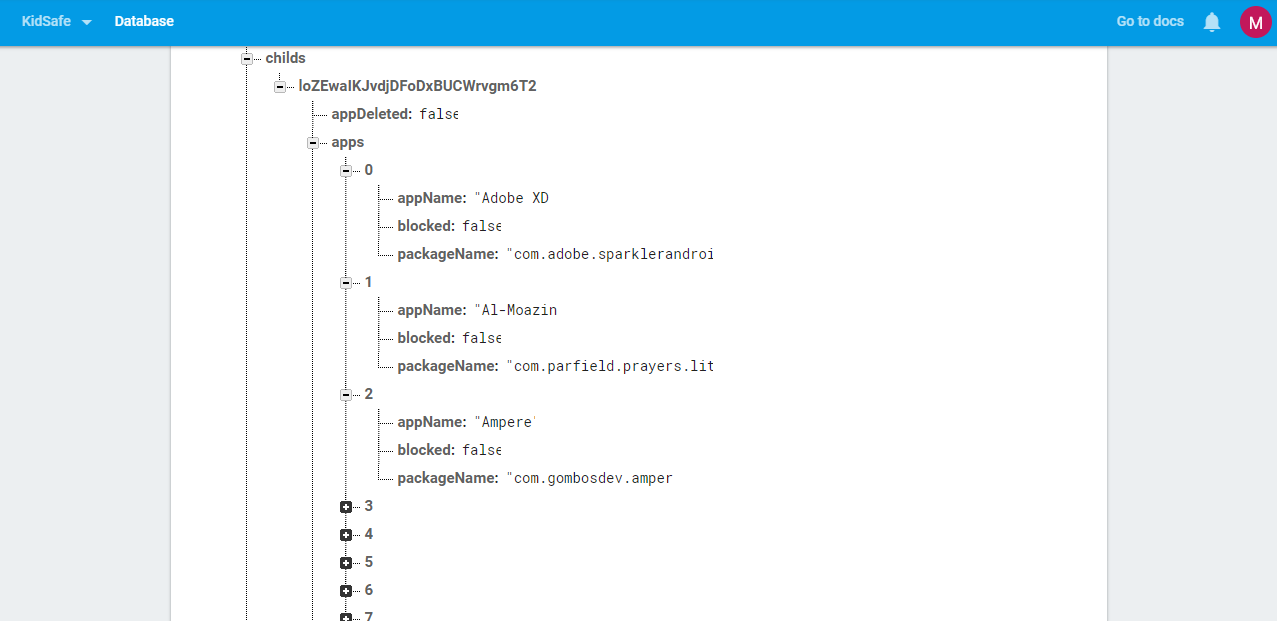 KidSafe Database Go to docs M
childs
loZEwaIKJvdjDFoDxBUCWrvgm6T2
appDeleted: false
apps
0
appName: "Adobe XD
blocked: false
packageName: "com.adobe.sparklerandroi
1
appName: "Al-Moazin
blocked: false
packageName: "com.parfield.prayers.lit
2
appName: "Ampere"
blocked: false
packageName: "com.gombosdev.amper
3
4
5
6
7